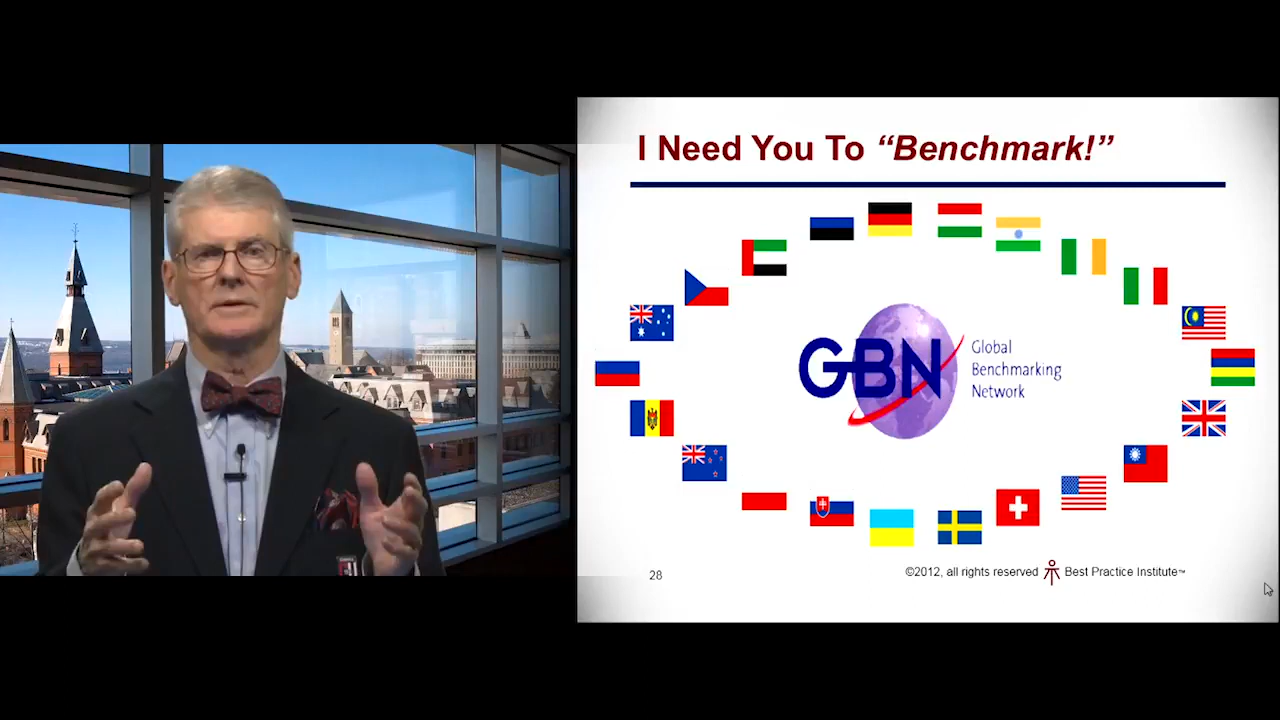 I Need You To “Benchmark!”
GBN
Global
Benchmarking
Network
28
©2012, all rights reserved
Best Practice Institute™